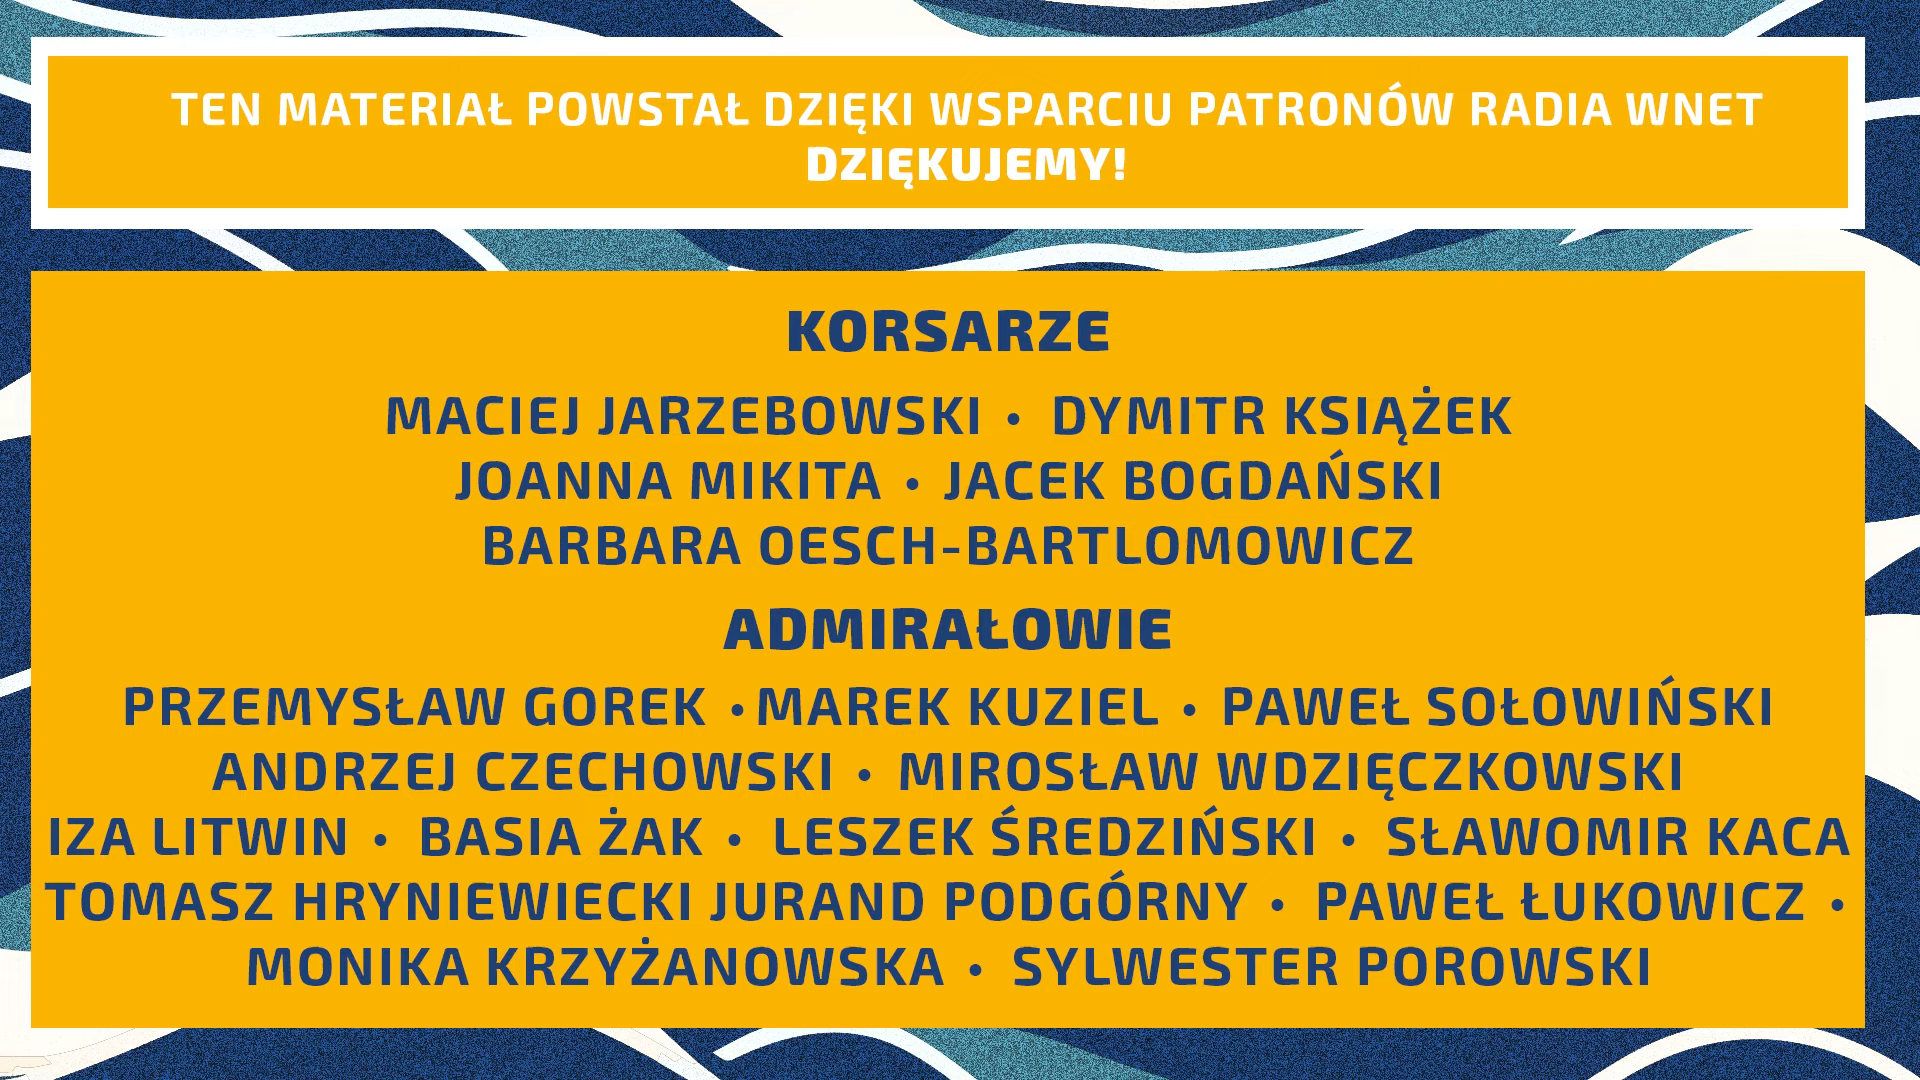 TEN MATERIAŁ POWSTAŁ DZIĘKI WSPARCIU PATRONÓW RADIA WNET
DZIĘKUJEMY!
KORSARZE
MACIEJ JARZEBOWSKI • DYMITR KSIĄŻEK
JOANNA MIKITA • JACEK BOGDAŃSKI
BARBARA OESCH-BARTLOMOWICZ
ADMIRAŁOWIE
PRZEMYSŁAW GOREK •MAREK KUZIEL • PAWEŁ SOŁOWIŃSKI
ANDRZEJ CZECHOWSKI • MIROSŁAW WDZIĘCZKOWSKI
IZA LITWIN • BASIA ŻAK • LESZEK ŚREDZIŃSKI • SŁAWOMIR KACA
TOMASZ HRYNIEWIECKI JURAND PODGÓRNY • PAWEŁ ŁUKOWICZ •
MONIKA KRZYŻANOWSKA • SYLWESTER POROWSKI